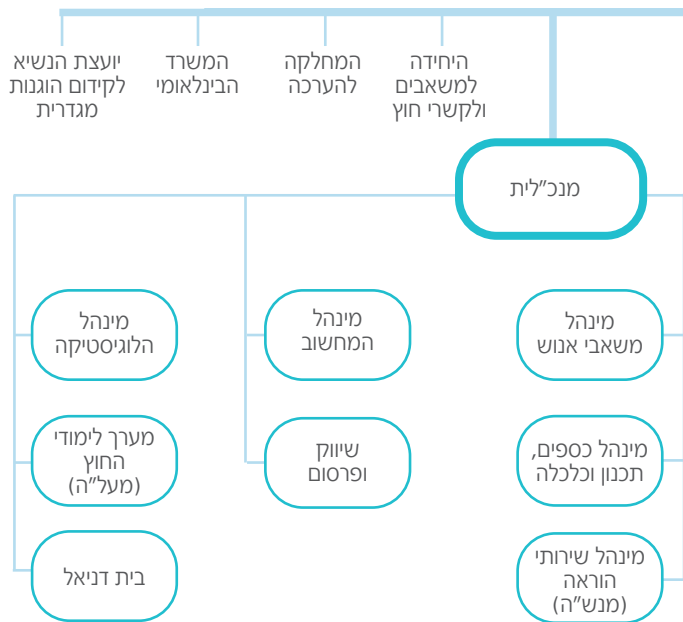 היחידה
למשאבים
ולקשרי חוץ
המחלקה
להערכה
המשרד
הבינלאומי
יועצת הנשיא
לקידום הוגנות
מגדרית
מנכ"לית
מינהל
משאבי אנוש
מינהל
המחשוב
מינהל
הלוגיסטיקה
מינהל כספים,
תכנון וכלכלה
שיווק
ופרסום
מערך לימודי
החוץ
(מעל"ה)
מינהל שירותי
הוראה
(מנש"ה)
בית דניאל